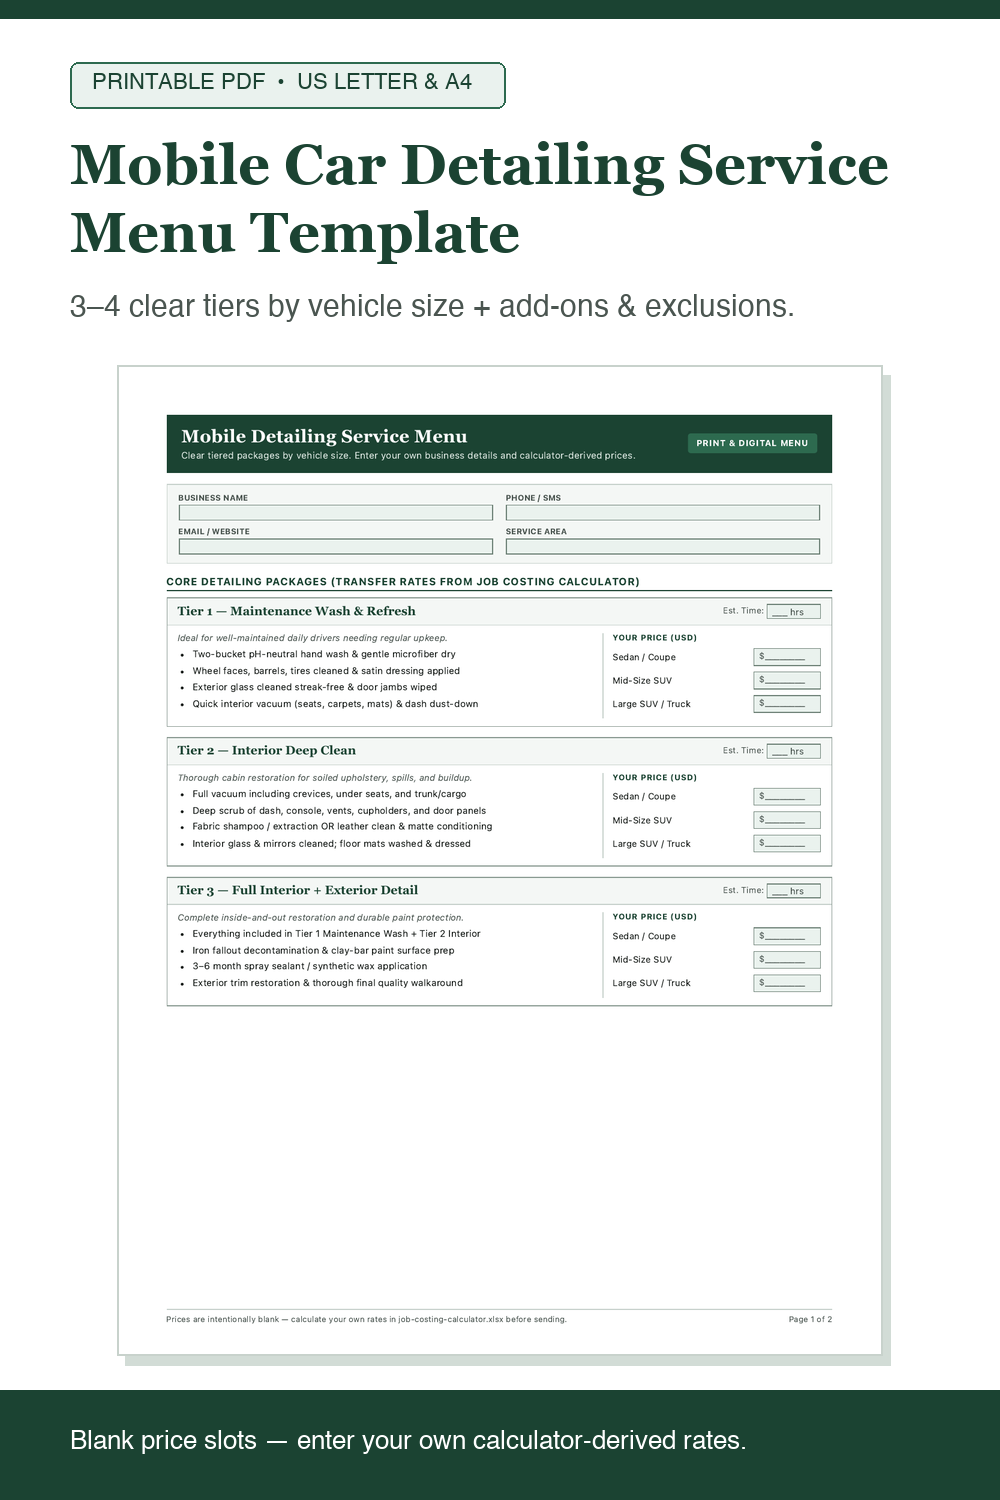 PRINTABLE PDF • US LETTER & A4
Mobile Car Detailing Service
Menu Template
3–4 clear tiers by vehicle size + add-ons & exclusions.
Mobile Detailing Service Menu
Clear tiered packages by vehicle size. Enter your own business details and calculator-derived prices.
PRINT & DIGITAL MENU
BUSINESS NAME
PHONE / SMS
EMAIL / WEBSITE
SERVICE AREA
CORE DETAILING PACKAGES (TRANSFER RATES FROM JOB COSTING CALCULATOR)
Tier 1 — Maintenance Wash & Refresh
Est. Time: ___ hrs
Ideal for well-maintained daily drivers needing regular upkeep.
• Two-bucket pH-neutral hand wash & gentle microfiber dry
• Wheel faces, barrels, tires cleaned & satin dressing applied
• Exterior glass cleaned streak-free & door jambs wiped
• Quick interior vacuum (seats, carpets, mats) & dash dust-down
YOUR PRICE (USD)
Sedan / Coupe $________
Mid-Size SUV $________
Large SUV / Truck $________
Tier 2 — Interior Deep Clean
Est. Time: ___ hrs
Thorough cabin restoration for soiled upholstery, spills, and buildup.
• Full vacuum including crevices, under seats, and trunk/cargo
• Deep scrub of dash, console, vents, cupholders, and door panels
• Fabric shampoo / extraction OR leather clean & matte conditioning
• Interior glass & mirrors cleaned; floor mats washed & dressed
YOUR PRICE (USD)
Sedan / Coupe $________
Mid-Size SUV $________
Large SUV / Truck $________
Tier 3 — Full Interior + Exterior Detail
Est. Time: ___ hrs
Complete inside-and-out restoration and durable paint protection.
• Everything included in Tier 1 Maintenance Wash + Tier 2 Interior
• Iron fallout decontamination & clay-bar paint surface prep
• 3–6 month spray sealant / synthetic wax application
• Exterior trim restoration & thorough final quality walkaround
YOUR PRICE (USD)
Sedan / Coupe $________
Mid-Size SUV $________
Large SUV / Truck $________
Prices are intentionally blank — calculate your own rates in job-costing-calculator.xlsx before sending.
Page 1 of 2
Blank price slots — enter your own calculator-derived rates.